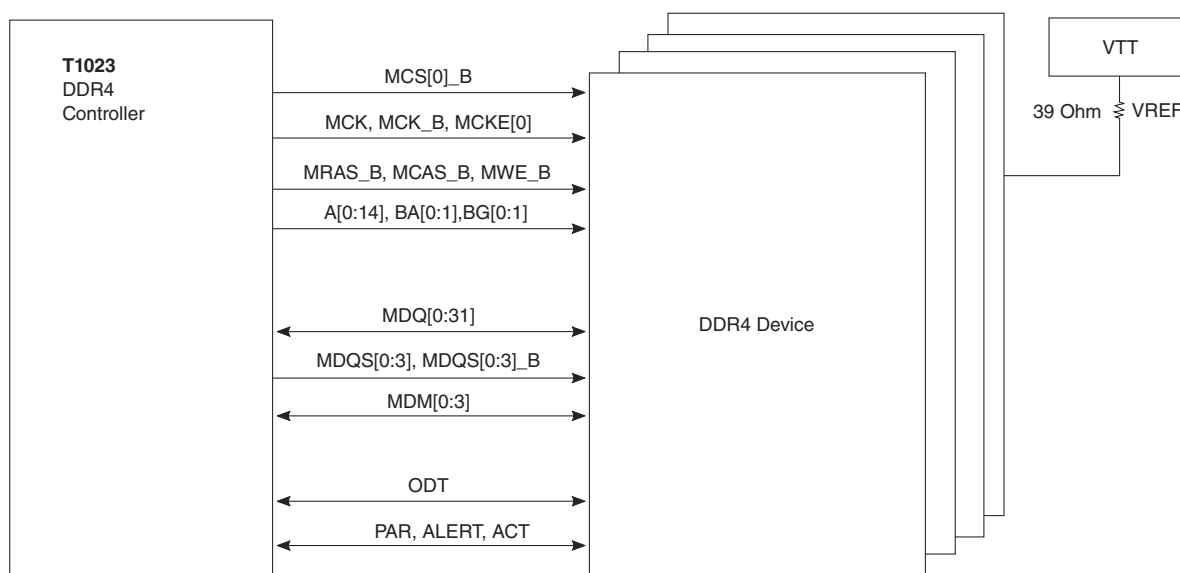 T1023
DDR4
Controller
MCS[0]_B
MCK, MCK_B, MCKE[0]
MRAS_B, MCAS_B, MWE_B
A[0:14], BA[0:1],BG[0:1]
MDQ[0:31]
MDQS[0:3], MDQS[0:3]_B
MDM[0:3]
ODT
PAR, ALERT, ACT
DDR4 Device
VTT
39 Ohm
VREF